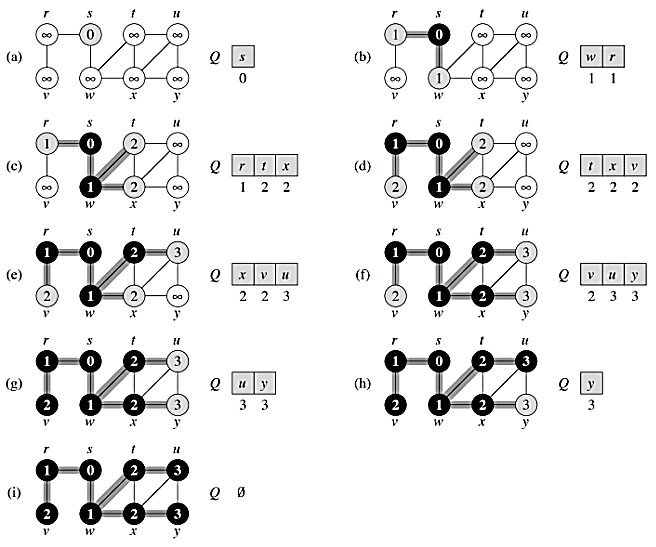 r s t u r s t u
∞ 0 ∞ ∞ 1 0 ∞ ∞
(a) Q s (b) Q w r
∞ ∞ ∞ ∞ 0 ∞ 1 ∞ ∞ 1 1
v w x y v w x y
r s t u r s t u
1 0 2 ∞ 1 0 2 ∞
(c) Q r t x (d) Q t x v
∞ 1 2 ∞ 1 2 2 2 1 2 ∞ 2 2 2
v w x y v w x y
r s t u r s t u
1 0 2 3 1 0 2 3
(e) Q x v u (f) Q v u y
2 1 2 ∞ 2 2 3 2 1 2 3 2 3 3
v w x y v w x y
r s t u r s t u
1 0 2 3 1 0 2 3
(g) Q u y (h) Q y
2 1 2 3 3 3 2 1 2 3 3
v w x y v w x y
r s t u
1 0 2 3
(i) Q ∅
2 1 2 3
v w x y